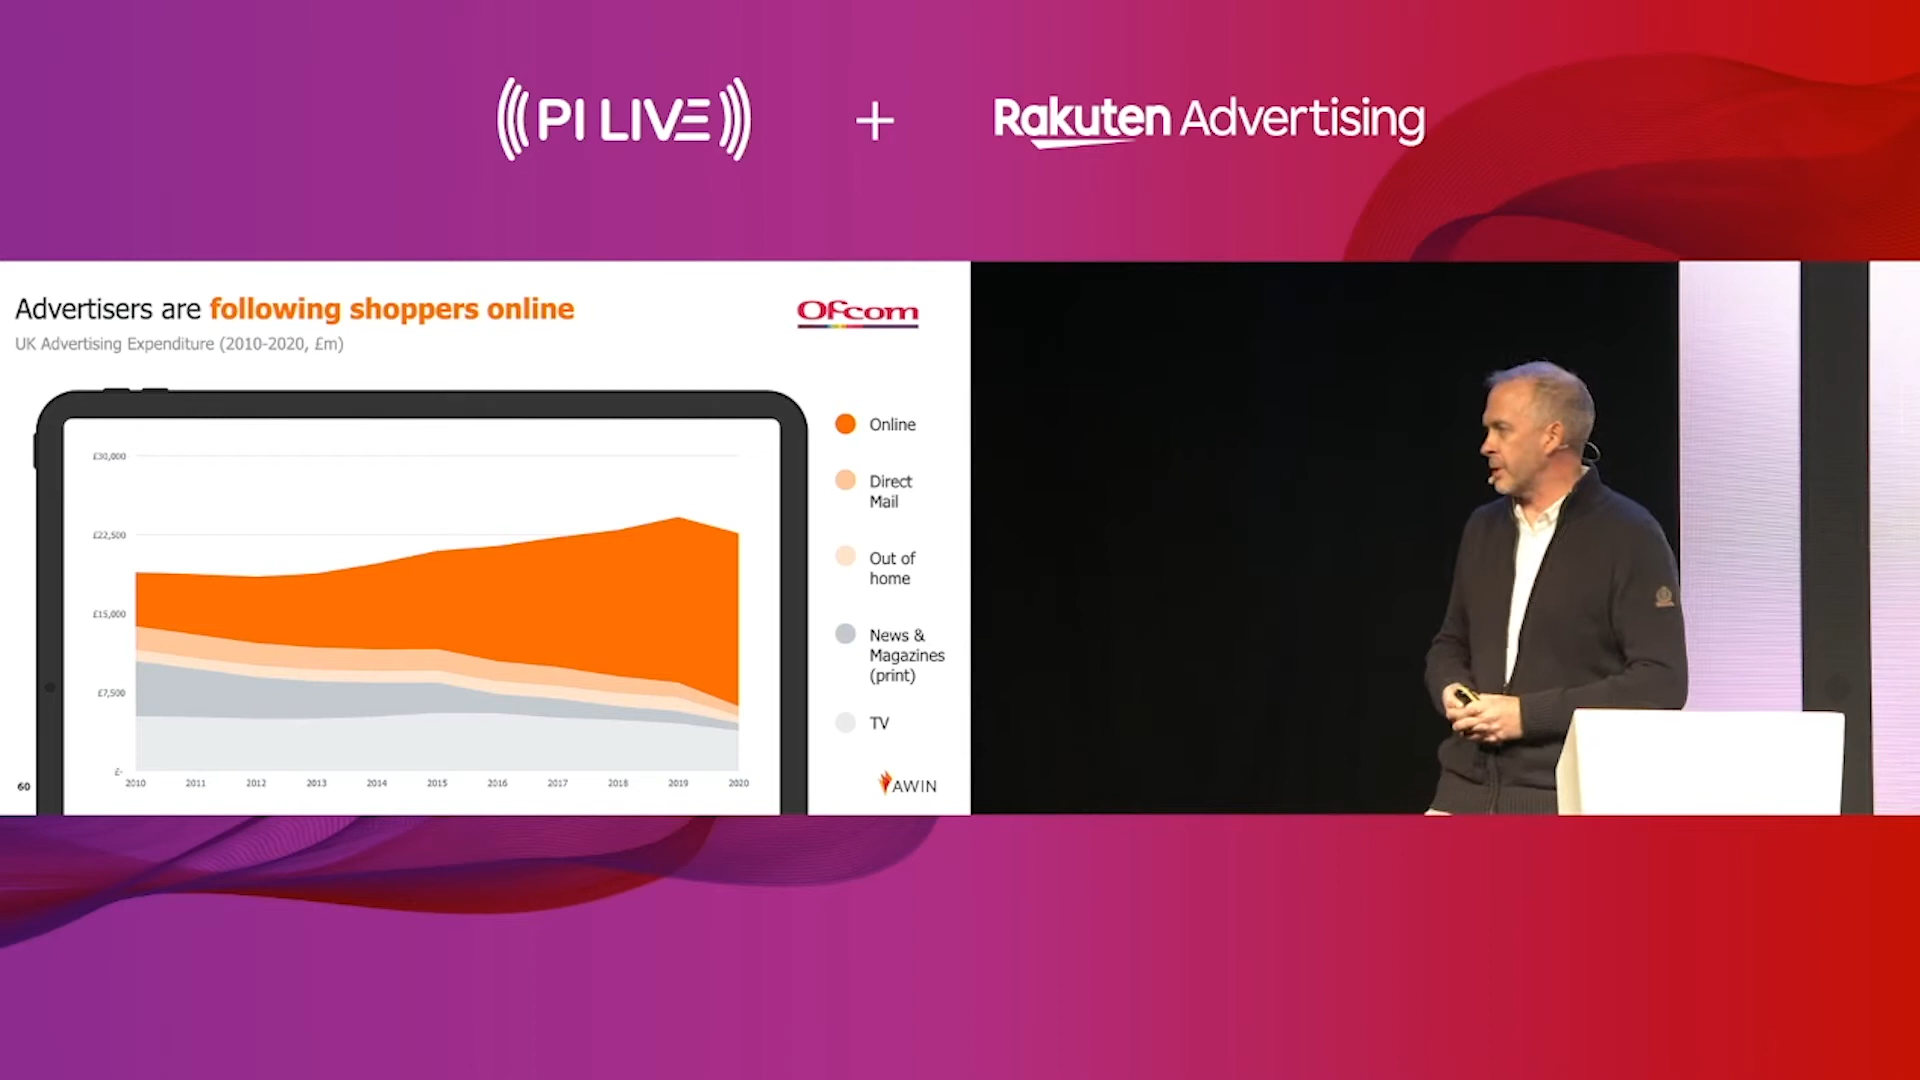 PI LIVE
+
Rakuten Advertising
Advertisers are following shoppers online
UK Advertising Expenditure (2010-2020, £m)
Ofcom
£30,000
£22,500
£15,000
£7,500
£-
2010 2011 2012 2013 2014 2015 2016 2017 2018 2019 2020
Online
Direct
Mail
Out of
home
News &
Magazines
(print)
TV
60
AWIN